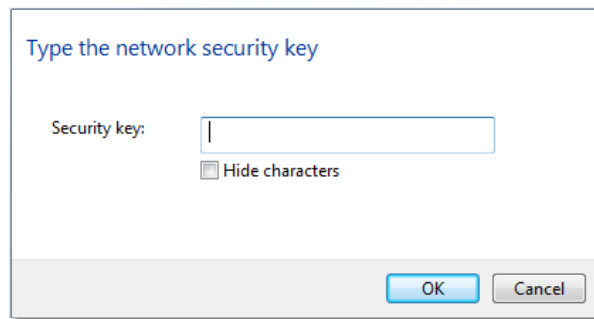 Type the network security key
Security key:
Hide characters
OK Cancel